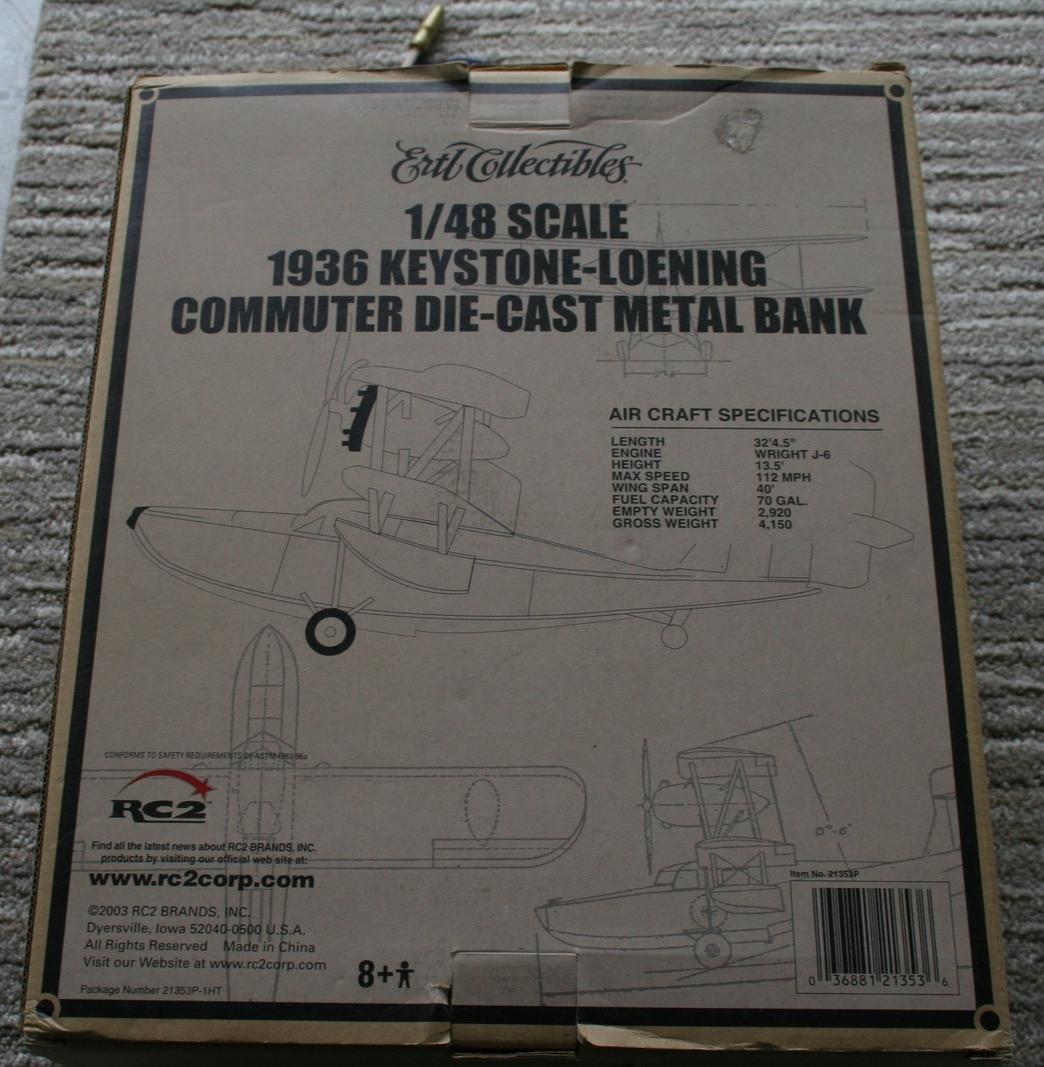 Ertl Collectibles
1/48 SCALE
1936 KEYSTONE-LOENING
COMMUTER DIE-CAST METAL BANK
AIR CRAFT SPECIFICATIONS
LENGTH 32'4.5"
ENGINE WRIGHT J-6
HEIGHT 13.5'
MAX SPEED 112 MPH
WING SPAN 40'
FUEL CAPACITY 70 GAL.
EMPTY WEIGHT 2,920
GROSS WEIGHT 4,150
CONFORMS TO SAFETY REQUIREMENTS OF ASTM
RC2
Find all the latest news about RC2 BRANDS, INC.
products by visiting our official web site at:
www.rc2corp.com
©2003 RC2 BRANDS, INC.
Dyersville, Iowa 52040-0500 U.S.A.
All Rights Reserved Made in China
Visit our Website at www.rc2corp.com
Package Number 21353P-1HT
8+
Item No. 21353P
0 36881 21353 6